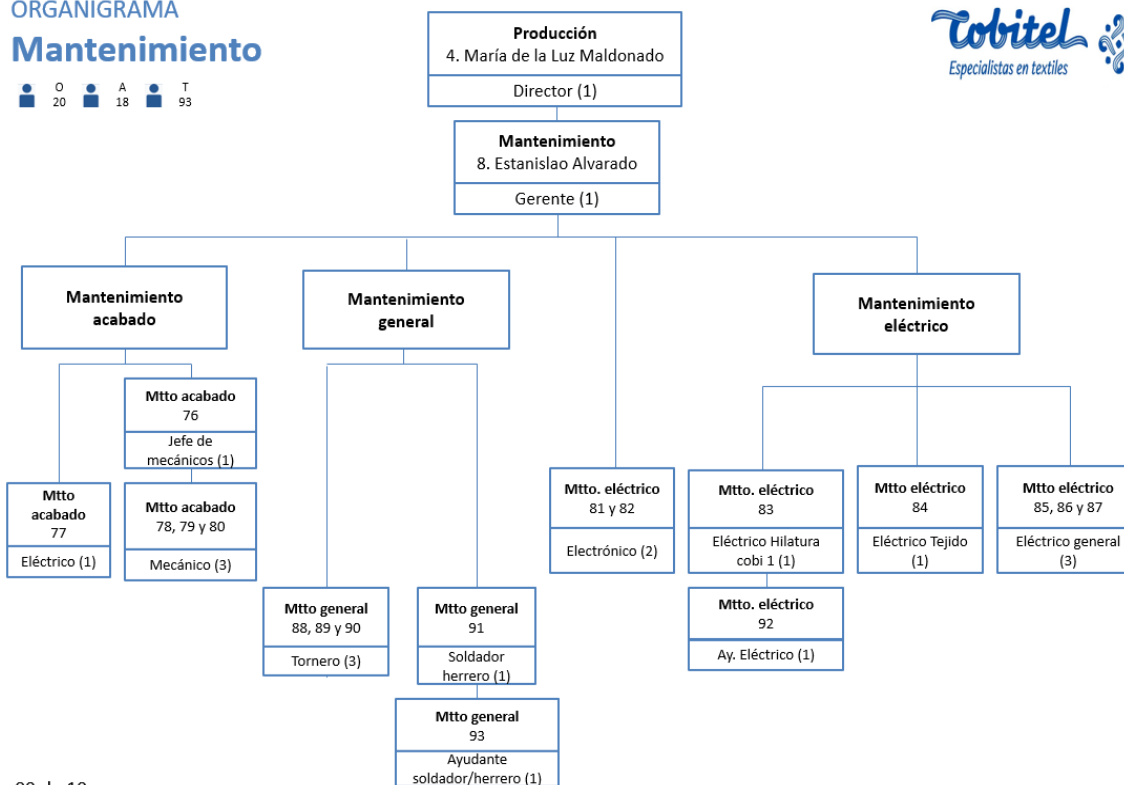 ORGANIGRAMA
Mantenimiento
O A T
20 18 93
Producción
4. María de la Luz Maldonado
Director (1)
Cobitel
Especialistas en textiles
Mantenimiento
8. Estanislao Alvarado
Gerente (1)
Mantenimiento
acabado
Mantenimiento
general
Mantenimiento
eléctrico
Mtto acabado
76
Jefe de
mecánicos (1)
Mtto
acabado
77
Eléctrico (1)
Mtto acabado
78, 79 y 80
Mecánico (3)
Mtto general
88, 89 y 90
Tornero (3)
Mtto general
91
Soldador
herrero (1)
Mtto general
93
Ayudante
soldador/herrero (1)
Mtto. eléctrico
81 y 82
Electrónico (2)
Mtto. eléctrico
83
Eléctrico Hilatura
cobi 1 (1)
Mtto. eléctrico
92
Ay. Eléctrico (1)
Mtto eléctrico
84
Eléctrico Tejido
(1)
Mtto eléctrico
85, 86 y 87
Eléctrico general
(3)